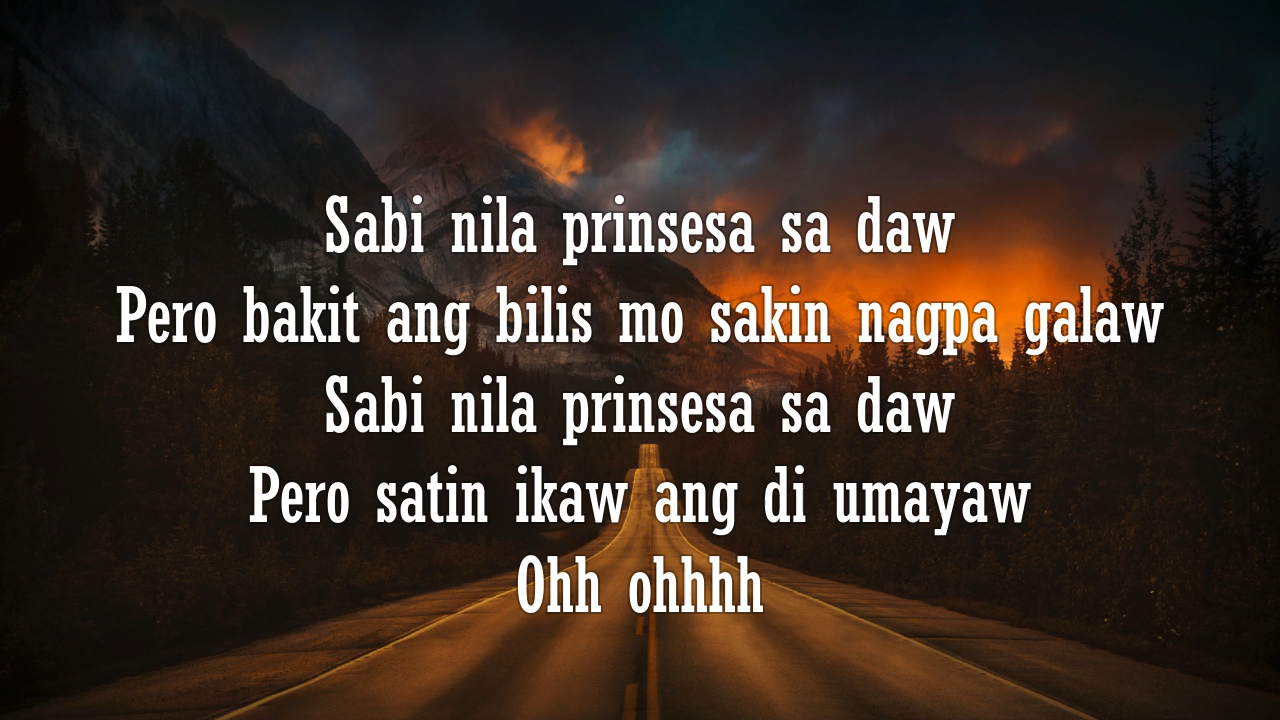 Sabi nila prinsesa sa daw
Pero bakit ang bilis mo sakin nagpa galaw
Sabi nila prinsesa sa daw
Pero satin ikaw ang di umayaw
Ohh ohhhh